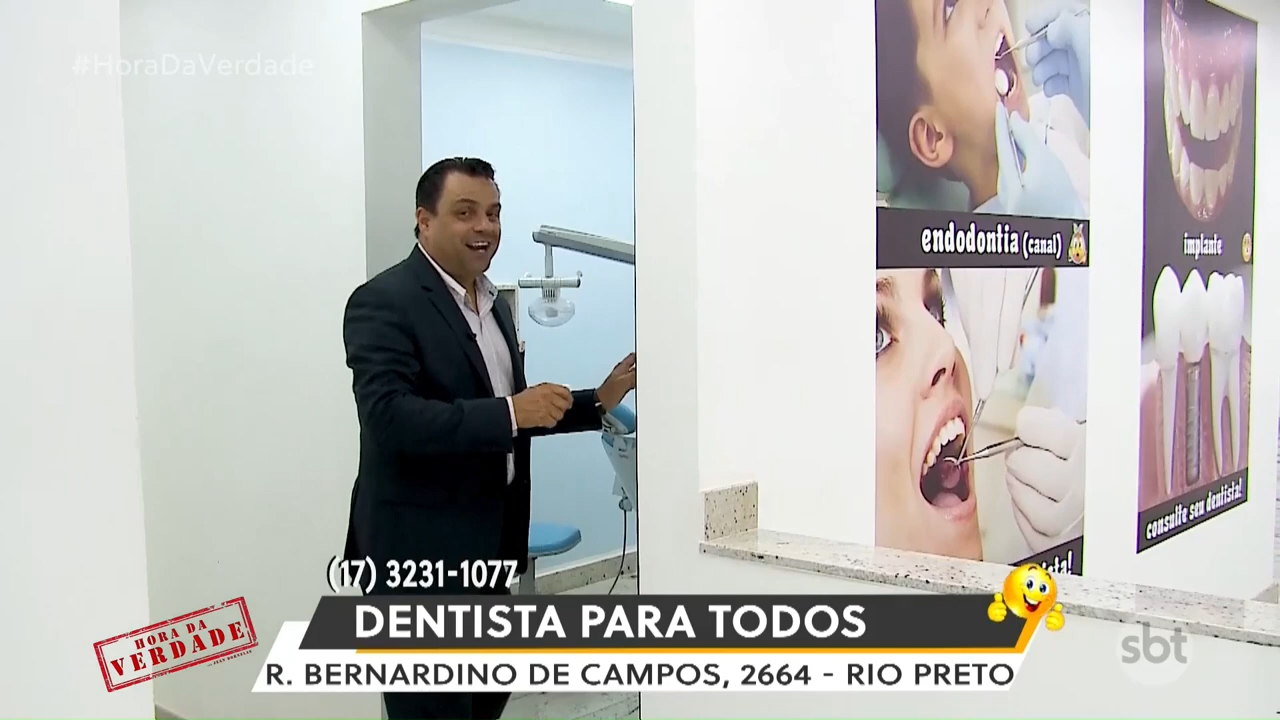 #HoraDaVerdade
endodontia (canal)
implante
consulte seu dentista!
(17) 3231-1077
DENTISTA PARA TODOS
R. BERNARDINO DE CAMPOS, 2664 - RIO PRETO
HORA DA
VERDADE
sbt